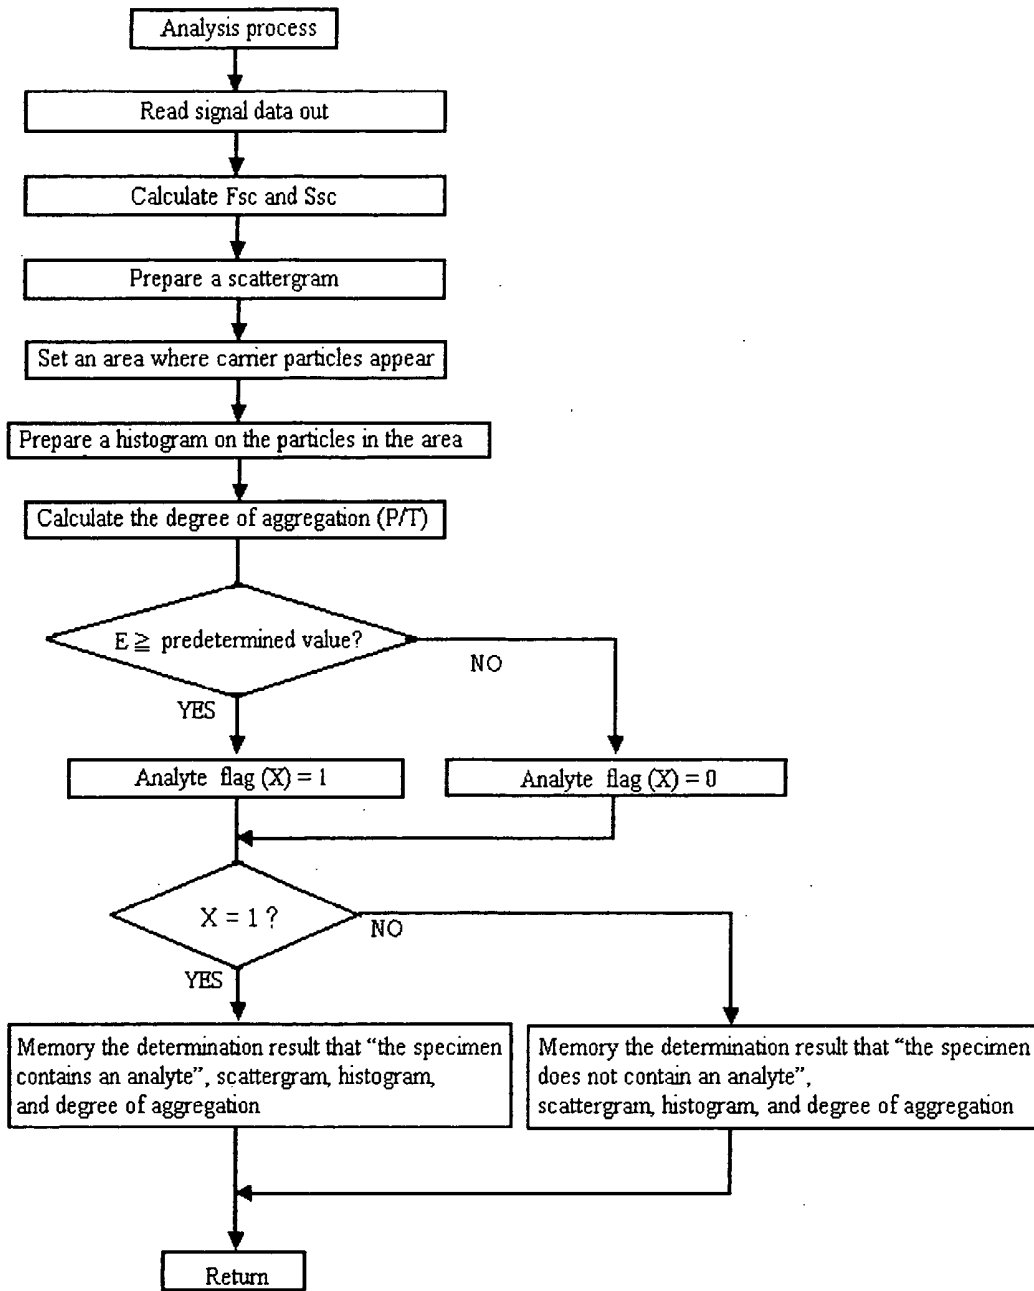 Analysis process
Read signal data out
Calculate Fsc and Ssc
Prepare a scattergram
Set an area where carrier particles appear
Prepare a histogram on the particles in the area
Calculate the degree of aggregation (P/T)
E ≧ predetermined value?
NO
YES
Analyte flag (X) = 1
Analyte flag (X) = 0
X = 1 ?
NO
YES
Memory the determination result that “the specimen
contains an analyte”, scattergram, histogram,
and degree of aggregation
Memory the determination result that “the specimen
does not contain an analyte”,
scattergram, histogram, and degree of aggregation
Return